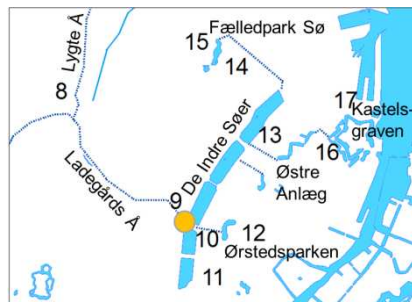 15
Fælledpark Sø
14
Lygte Å
8
De Indre Søer
13
17
Kastels-
graven
16
Østre
Anlæg
Ladegårds Å
9
10
12
Ørstedsparken
11